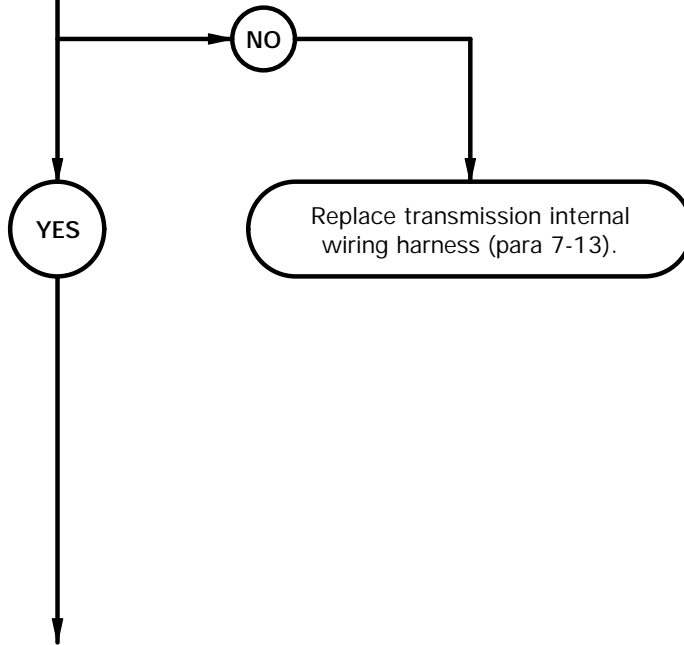 NO
YES
Replace transmission internal
wiring harness (para 7-13).